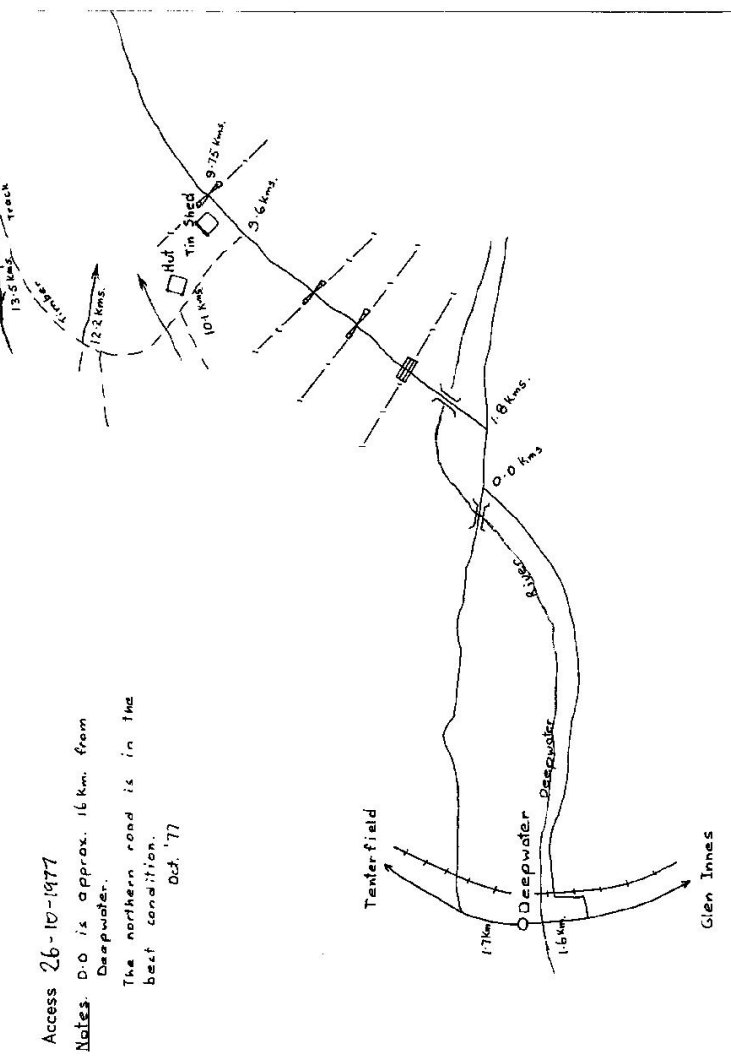 Access 26-10-1977
Notes. 0.0 is approx. 16 km. from
Deepwater.
The northern road is in the
best condition.
Oct. '77
Tenterfield
Deepwater
1.7km.
1.6km.
Glen Innes
Deepwater
River
0.0 Kms
1.8 Kms.
9.6 Kms.
9.75 Kms.
Tin Shed
Hut
10.1 Kms.
12.2 Kms.
13.5 Kms.
Timber
Track